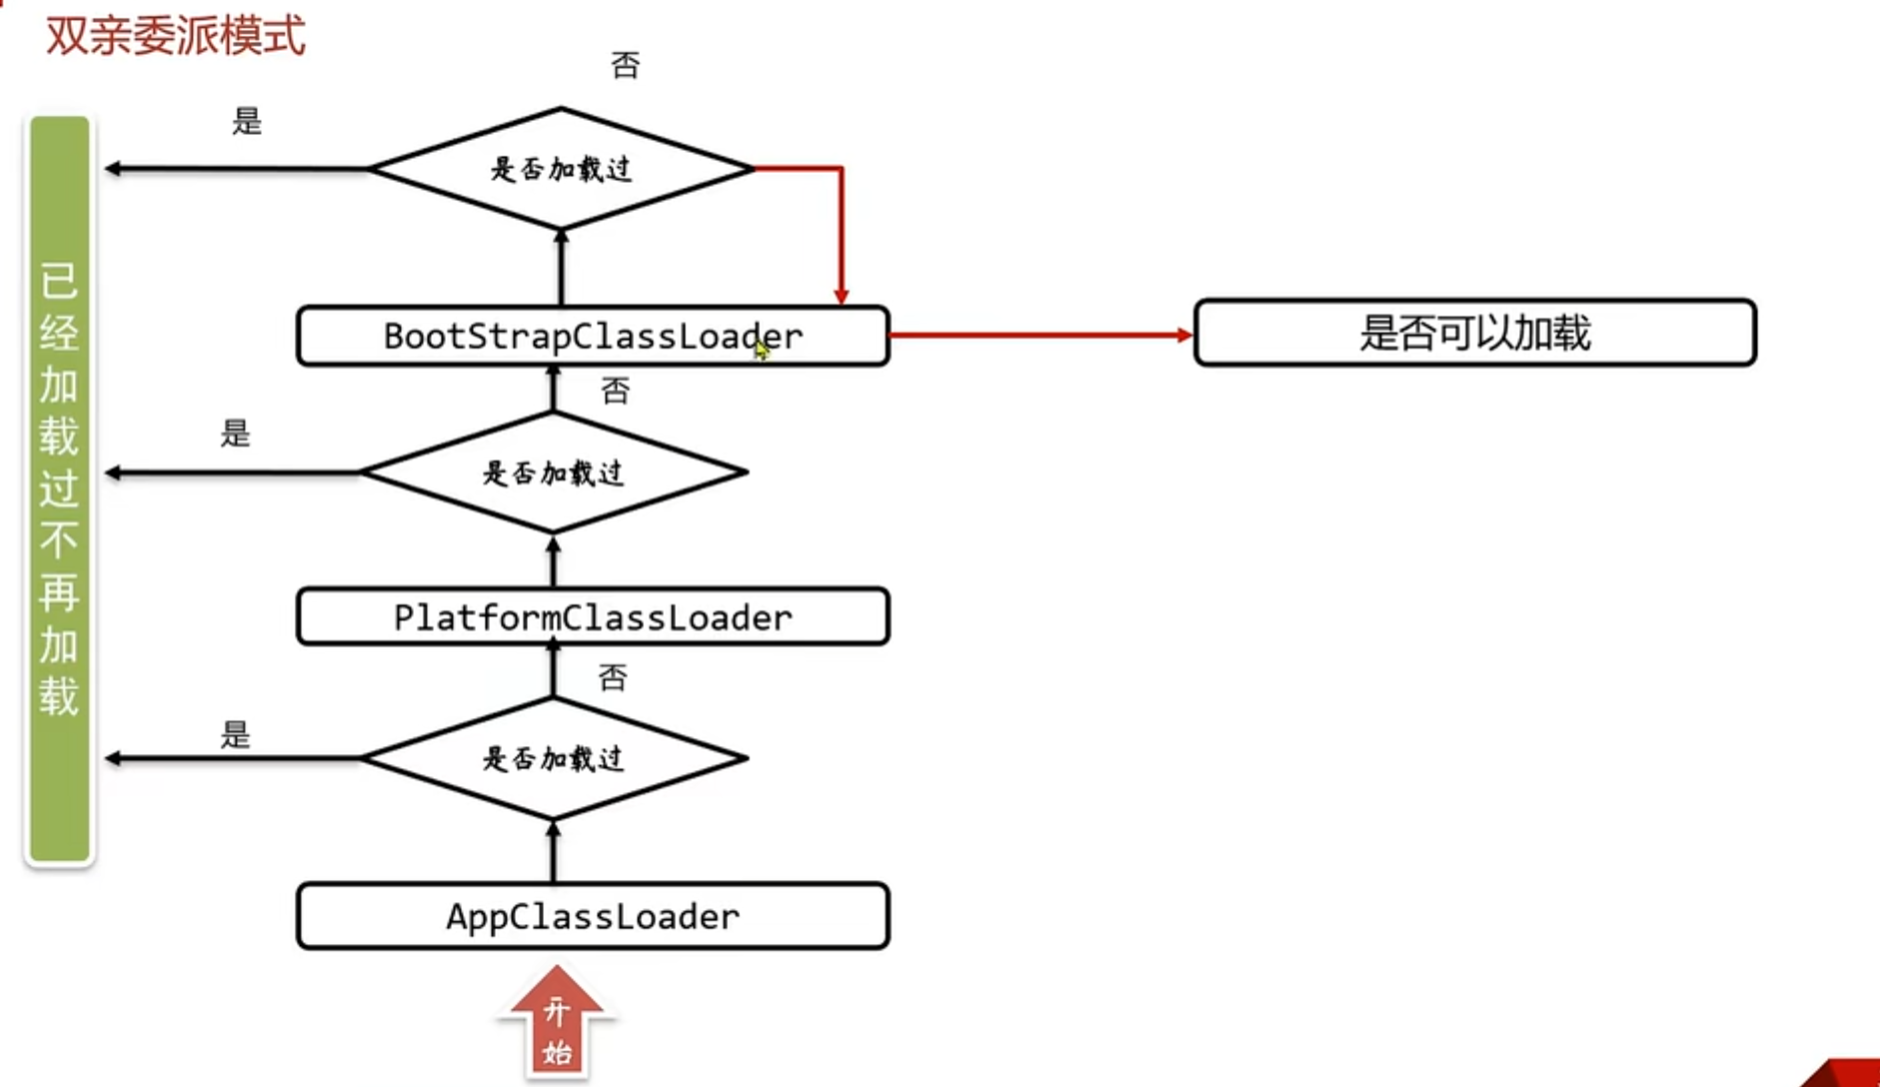 双亲委派模式
否
是
是否加载过
BootStrapClassLoader
是否可以加载
否
是
是否加载过
PlatformClassLoader
否
是
是否加载过
AppClassLoader
开始
已经加载过不再加载